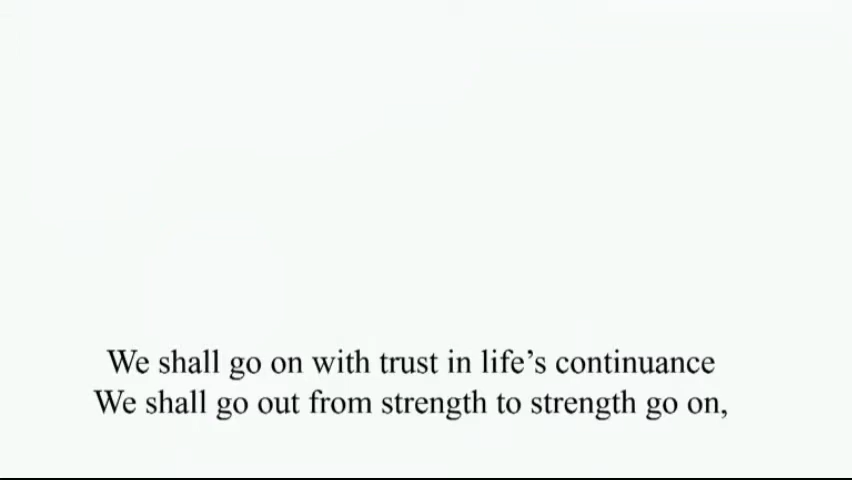 We shall go on with trust in life’s continuance
We shall go out from strength to strength go on,